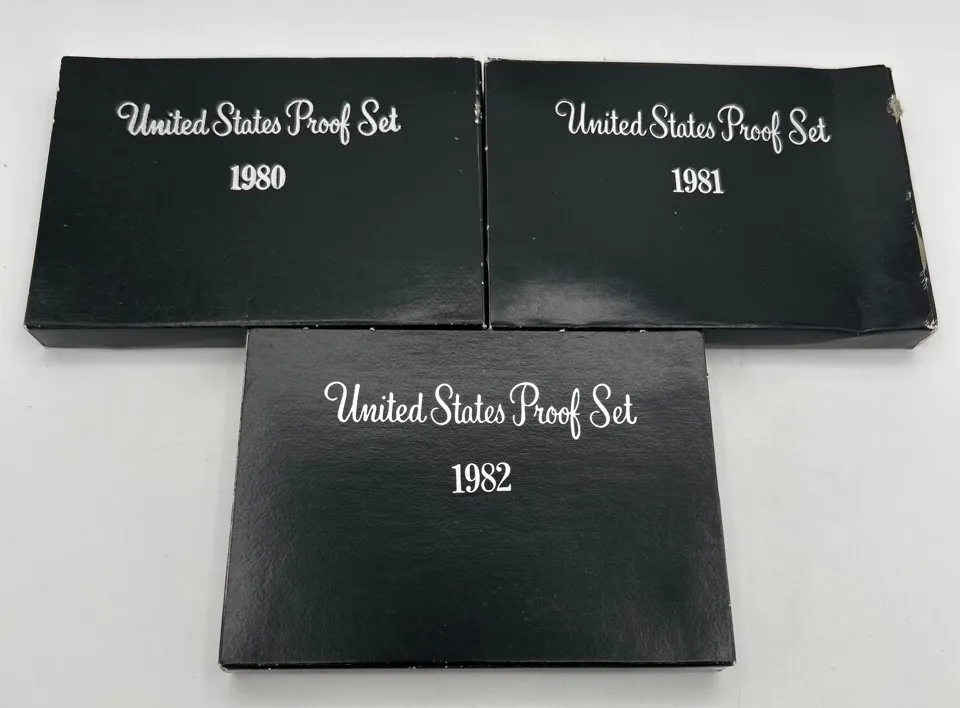 United States Proof Set
1980
United States Proof Set
1981
United States Proof Set
1982